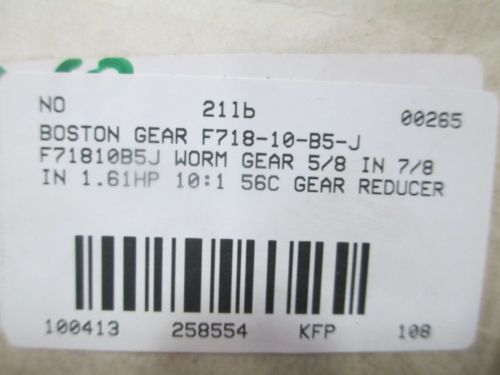 NO 21lb 00265
BOSTON GEAR F718-10-B5-J
F71810B5J WORM GEAR 5/8 IN 7/8
IN 1.61HP 10:1 56C GEAR REDUCER
100413 258554 KFP 108